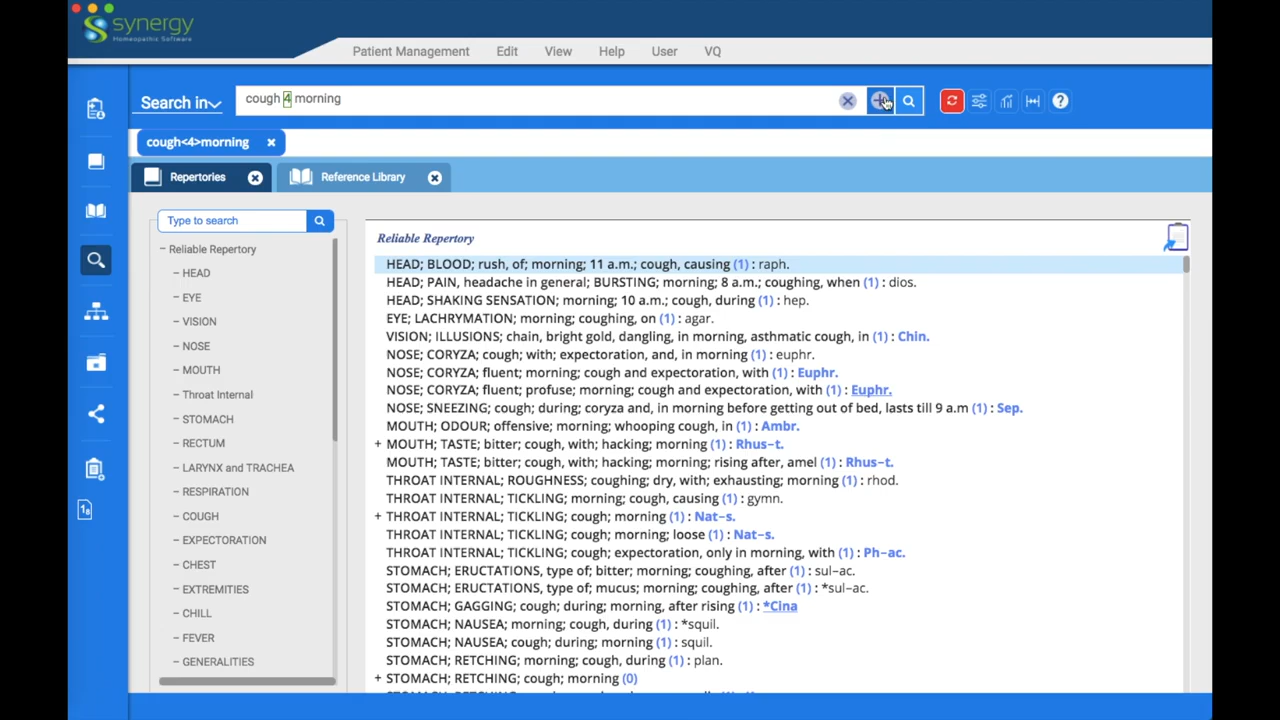 synergy
Homeopathic Software
Patient Management Edit View Help User VQ
Search in
cough 4 morning
cough<4>morning
Repertories
Reference Library
Type to search
Reliable Repertory
HEAD
EYE
VISION
NOSE
MOUTH
Throat Internal
STOMACH
RECTUM
LARYNX and TRACHEA
RESPIRATION
COUGH
EXPECTORATION
CHEST
EXTREMITIES
CHILL
FEVER
GENERALITIES
Reliable Repertory
HEAD; BLOOD; rush, of; morning; 11 a.m.; cough, causing (1) : raph.
HEAD; PAIN, headache in general; BURSTING; morning; 8 a.m.; coughing, when (1) : dios.
HEAD; SHAKING SENSATION; morning; 10 a.m.; cough, during (1) : hep.
EYE; LACHRYMATION; morning; coughing, on (1) : agar.
VISION; ILLUSIONS; chain, bright gold, dangling, in morning, asthmatic cough, in (1) : Chin.
NOSE; CORYZA; cough; with; expectoration, and, in morning (1) : euphr.
NOSE; CORYZA; fluent; morning; cough and expectoration, with (1) : Euphr.
NOSE; CORYZA; fluent; profuse; morning; cough and expectoration, with (1) : Euphr.
NOSE; SNEEZING; cough; during; coryza and, in morning before getting out of bed, lasts till 9 a.m (1) : Sep.
MOUTH; ODOUR; offensive; morning; whooping cough, in (1) : Ambr.
+ MOUTH; TASTE; bitter; cough, with; hacking; morning (1) : Rhus-t.
MOUTH; TASTE; bitter; cough, with; hacking; morning; rising after, amel (1) : Rhus-t.
THROAT INTERNAL; ROUGHNESS; coughing; dry, with; exhausting; morning (1) : rhod.
THROAT INTERNAL; TICKLING; morning; cough, causing (1) : gymn.
+ THROAT INTERNAL; TICKLING; cough; morning (1) : Nat-s.
THROAT INTERNAL; TICKLING; cough; morning; loose (1) : Nat-s.
THROAT INTERNAL; TICKLING; cough; expectoration, only in morning, with (1) : Ph-ac.
STOMACH; ERUCTATIONS, type of; bitter; morning; coughing, after (1) : sul-ac.
STOMACH; ERUCTATIONS, type of; mucus; morning; coughing, after (1) : *sul-ac.
STOMACH; GAGGING; cough; during; morning, after rising (1) : *Cina
STOMACH; NAUSEA; morning; cough, during (1) : *squil.
STOMACH; NAUSEA; cough; during; morning (1) : squil.
STOMACH; RETCHING; morning; cough, during (1) : plan.
+ STOMACH; RETCHING; cough; morning (0)